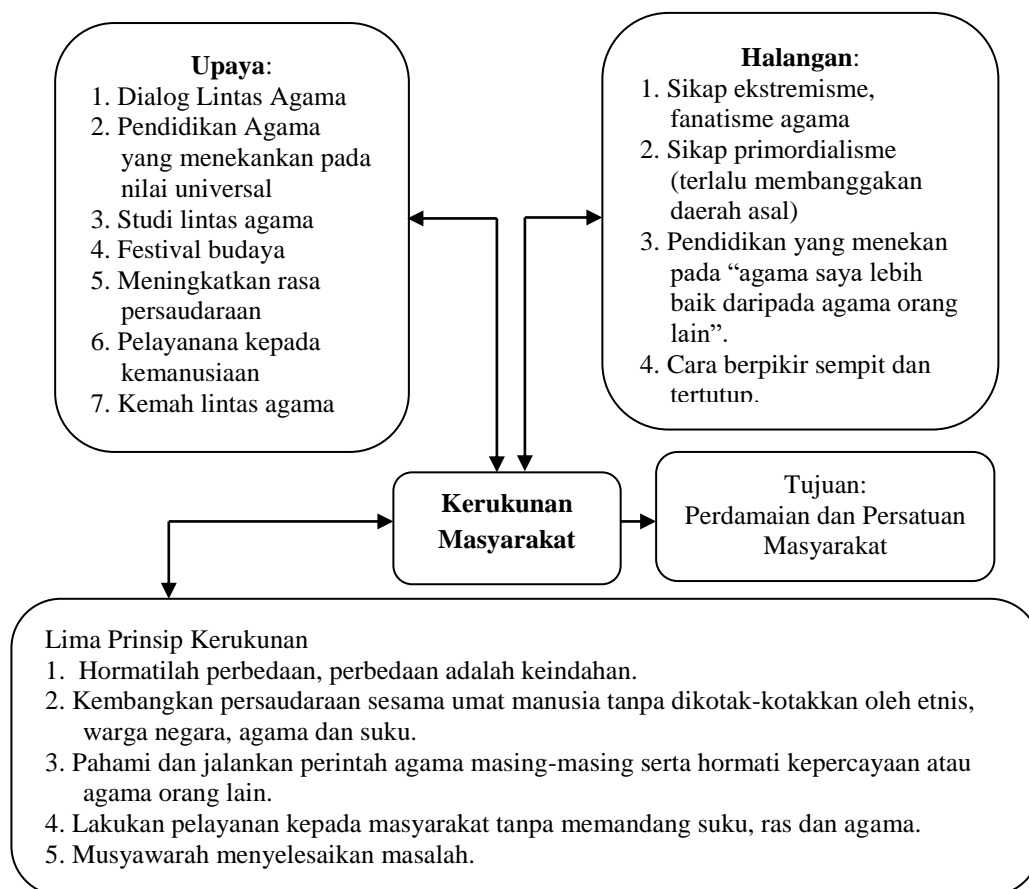 Upaya:
1. Dialog Lintas Agama
2. Pendidikan Agama
yang menekankan pada
nilai universal
3. Studi lintas agama
4. Festival budaya
5. Meningkatkan rasa
persaudaraan
6. Pelayanana kepada
kemanusiaan
7. Kemah lintas agama
Halangan:
1. Sikap ekstremisme,
fanatisme agama
2. Sikap primordialisme
(terlalu membanggakan
daerah asal)
3. Pendidikan yang menekan
pada “agama saya lebih
baik daripada agama orang
lain”.
4. Cara berpikir sempit dan
tertutup.
Kerukunan
Masyarakat
Tujuan:
Perdamaian dan Persatuan
Masyarakat
Lima Prinsip Kerukunan
1. Hormatilah perbedaan, perbedaan adalah keindahan.
2. Kembangkan persaudaraan sesama umat manusia tanpa dikotak-kotakkan oleh etnis,
warga negara, agama dan suku.
3. Pahami dan jalankan perintah agama masing-masing serta hormati kepercayaan atau
agama orang lain.
4. Lakukan pelayanan kepada masyarakat tanpa memandang suku, ras dan agama.
5. Musyawarah menyelesaikan masalah.